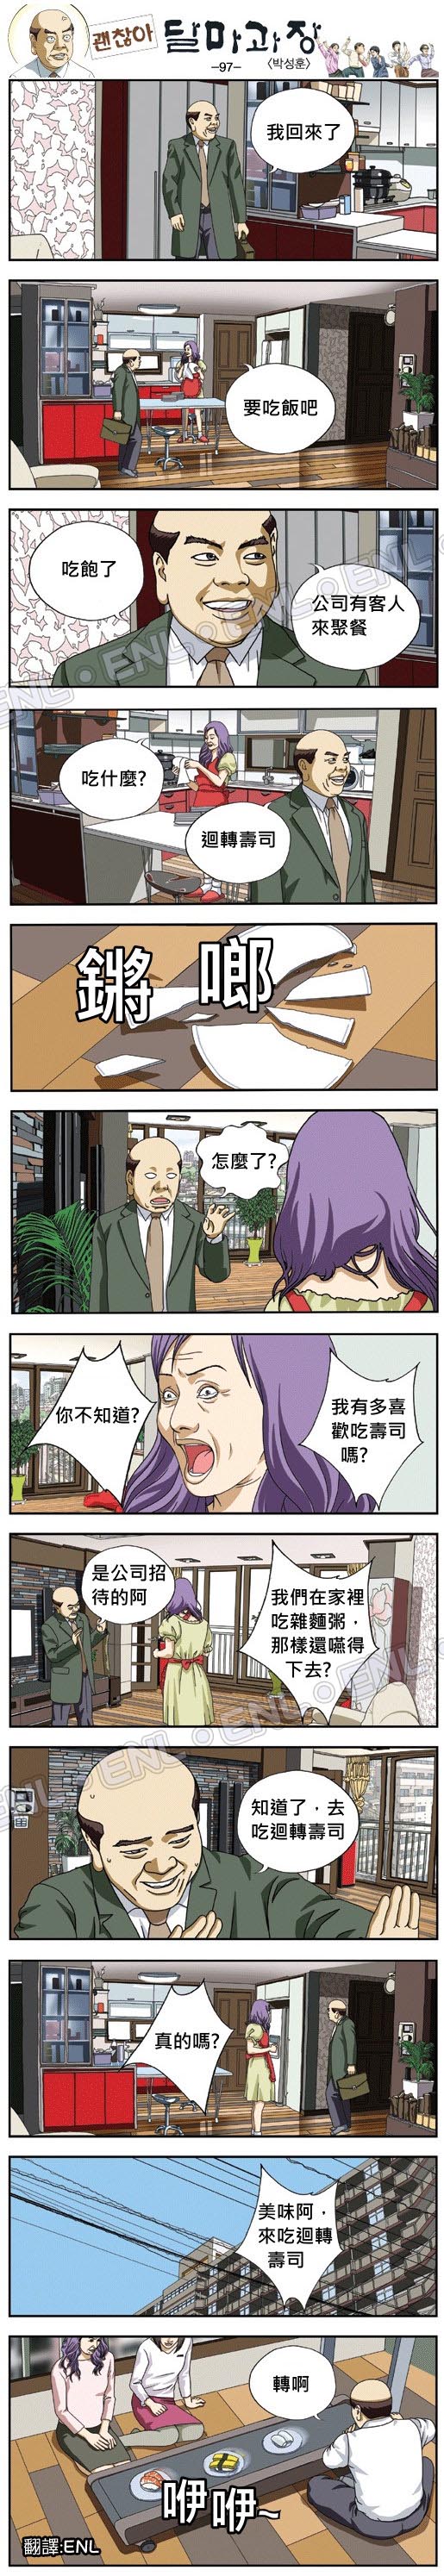 괜찮아 달마과장
-97-
<박성훈>
我回來了
要吃飯吧
吃飽了
公司有客人
來聚餐
吃什麼?
迴轉壽司
鏘 啷
怎麼了?
你不知道?
我有多喜
歡吃壽司
嗎?
是公司招
待的阿
我們在家裡
吃雜麵粥，
那樣還嚥得
下去?
知道了，去
吃迴轉壽司
真的嗎?
美味阿，
來吃迴轉
壽司
轉啊
咿咿~
翻譯:ENL
ENL
ENL
ENL
ENL